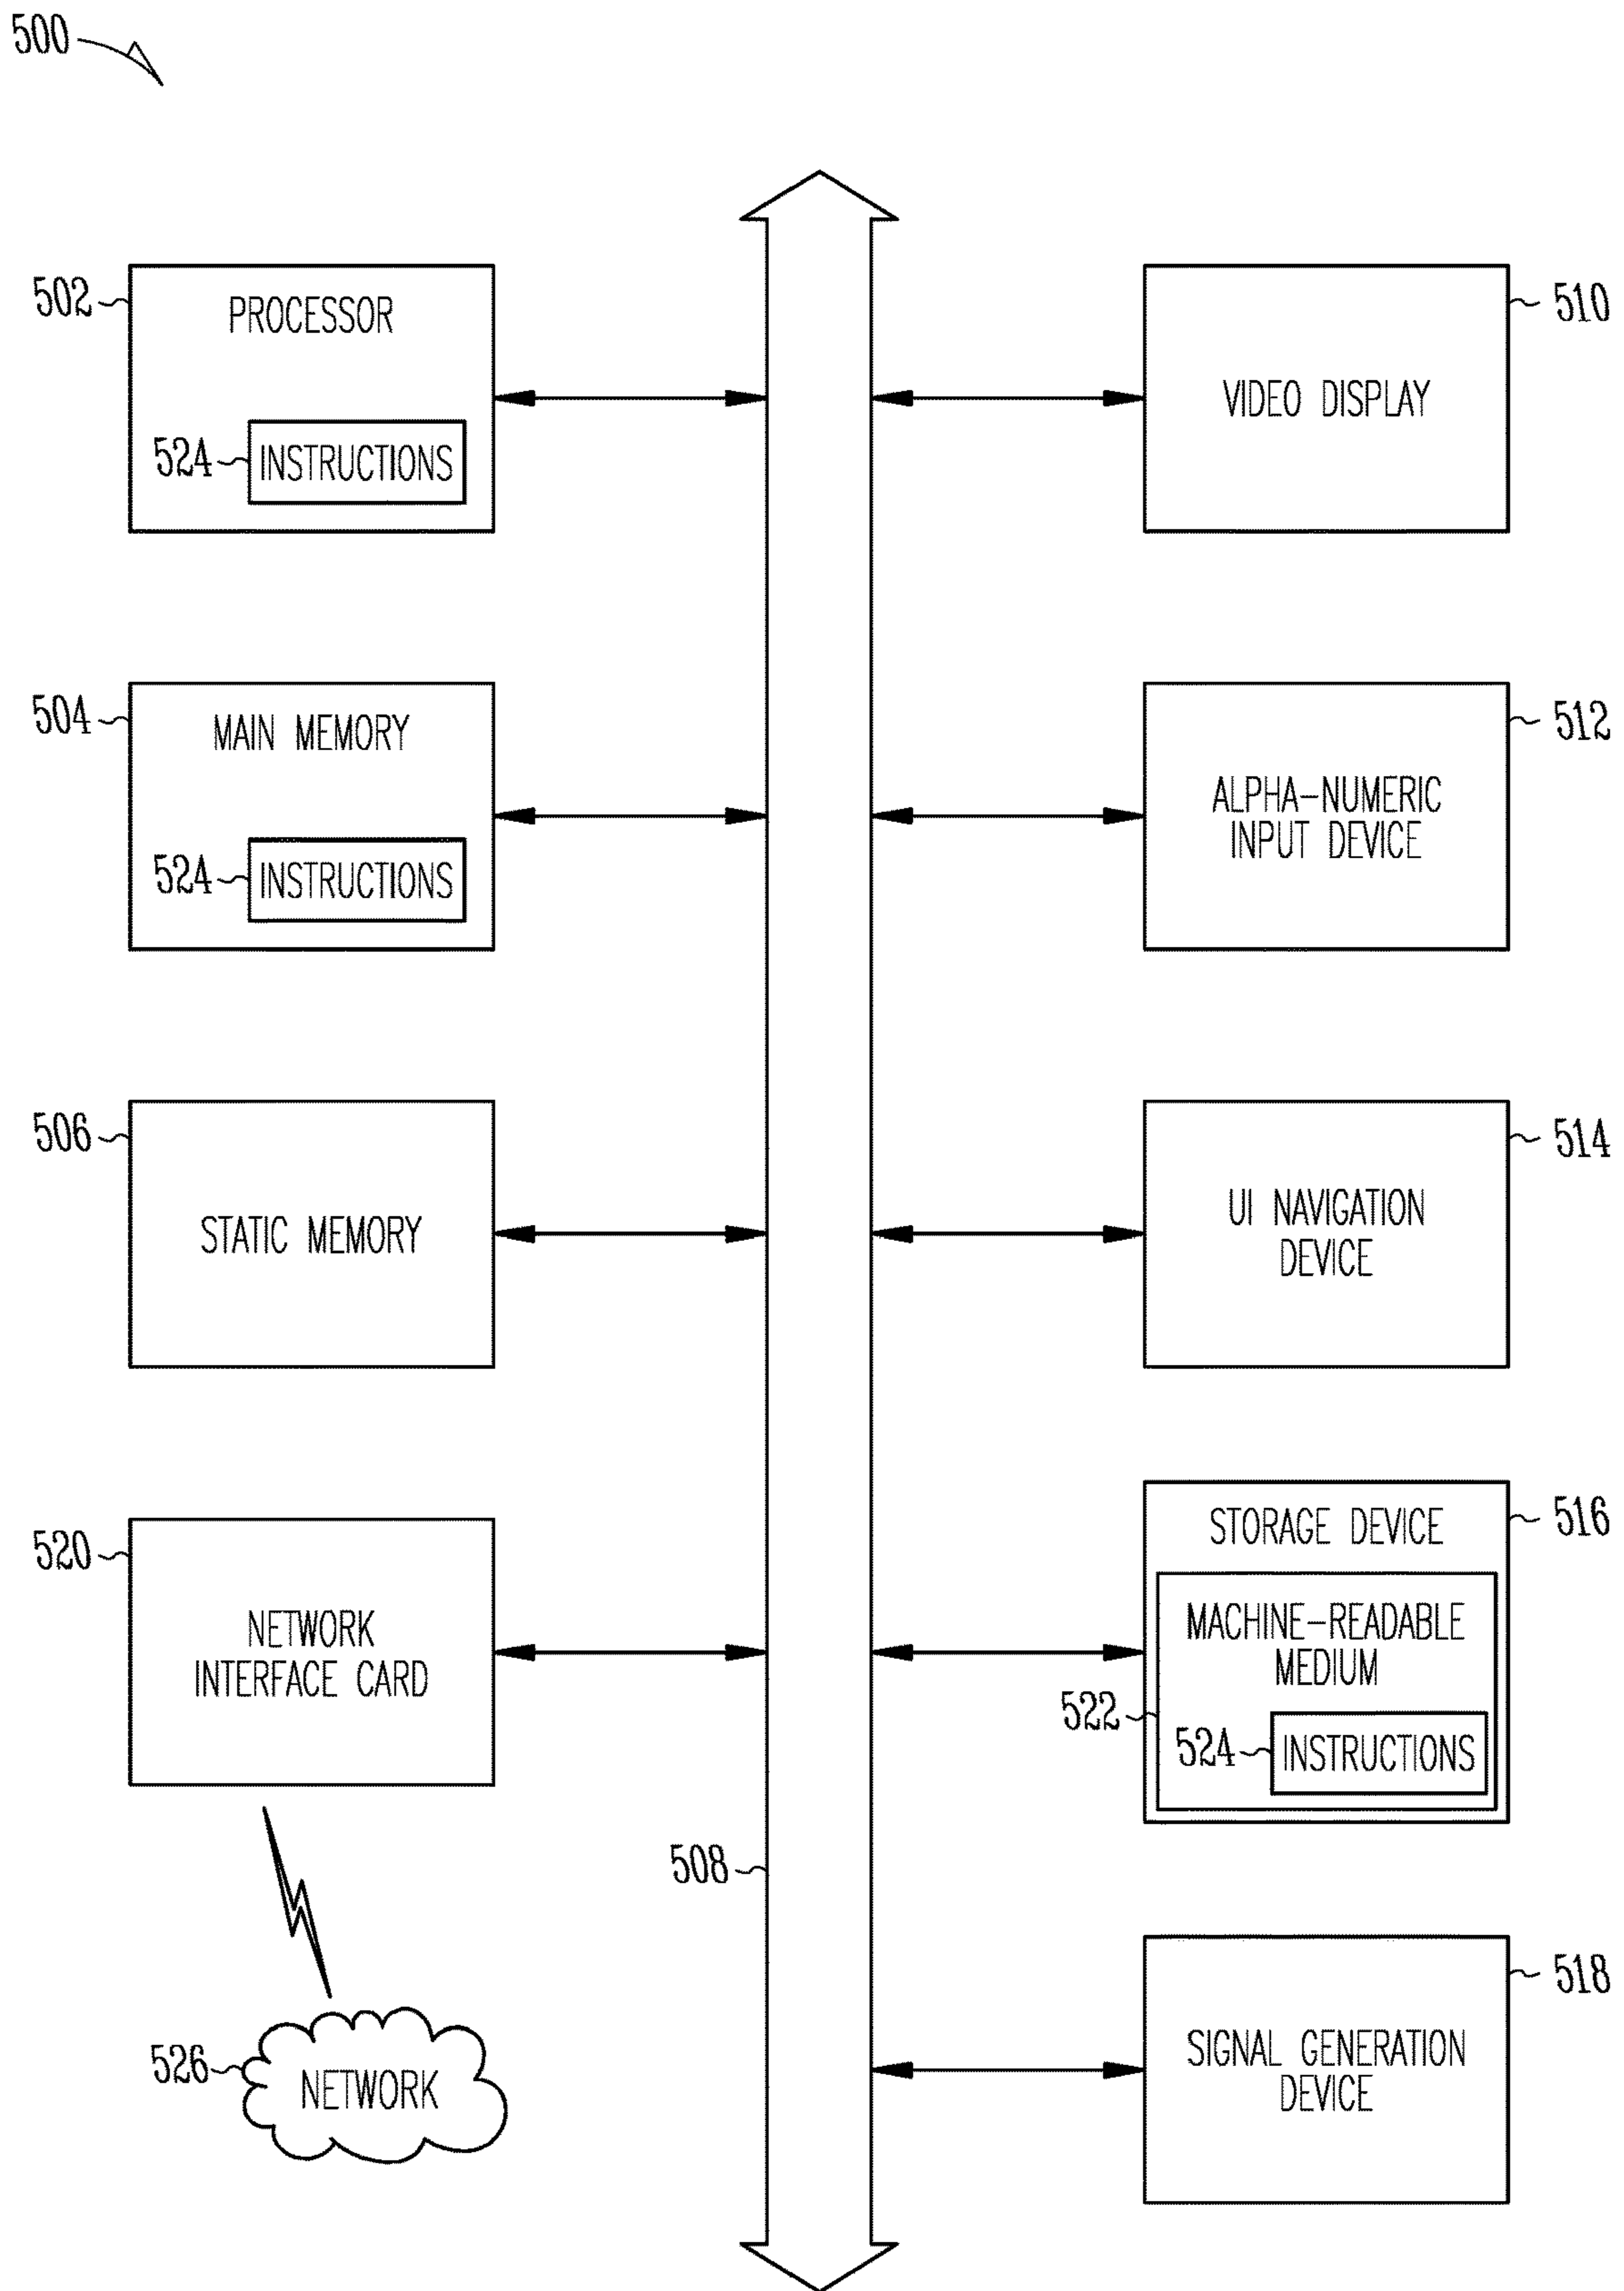 500
502
PROCESSOR
524
INSTRUCTIONS
504
MAIN MEMORY
524
INSTRUCTIONS
506
STATIC MEMORY
520
NETWORK
INTERFACE CARD
526
NETWORK
508
510
VIDEO DISPLAY
512
ALPHA-NUMERIC
INPUT DEVICE
514
UI NAVIGATION
DEVICE
516
STORAGE DEVICE
MACHINE-READABLE
MEDIUM
522
524
INSTRUCTIONS
518
SIGNAL GENERATION
DEVICE